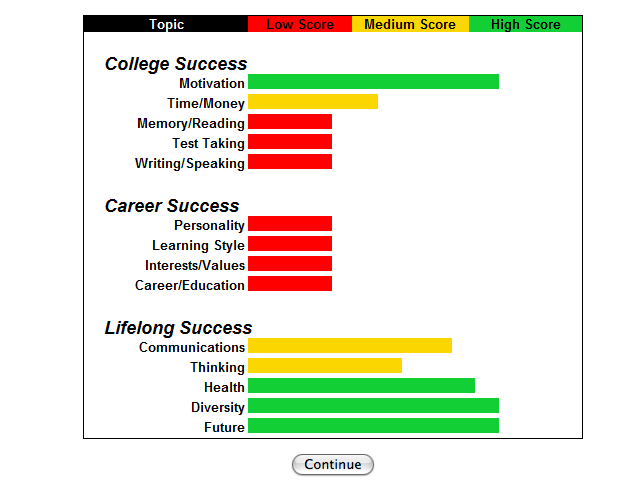 Topic Low Score Medium Score High Score
College Success
Motivation
Time/Money
Memory/Reading
Test Taking
Writing/Speaking
Career Success
Personality
Learning Style
Interests/Values
Career/Education
Lifelong Success
Communications
Thinking
Health
Diversity
Future
Continue